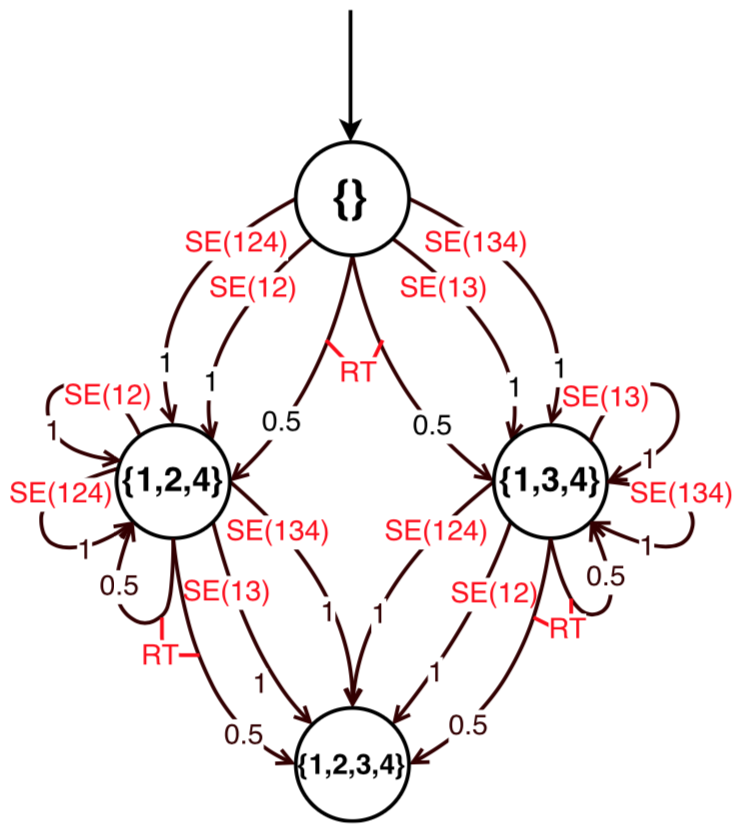 {}
SE(124)
SE(134)
SE(12)
SE(13)
RT
1
1
1
1
0.5
0.5
SE(12)
SE(13)
1
1
{1,2,4}
{1,3,4}
SE(124)
SE(134)
SE(134)
SE(124)
1
1
0.5
0.5
SE(13)
SE(12)
1
1
RT
RT
1
1
0.5
0.5
{1,2,3,4}